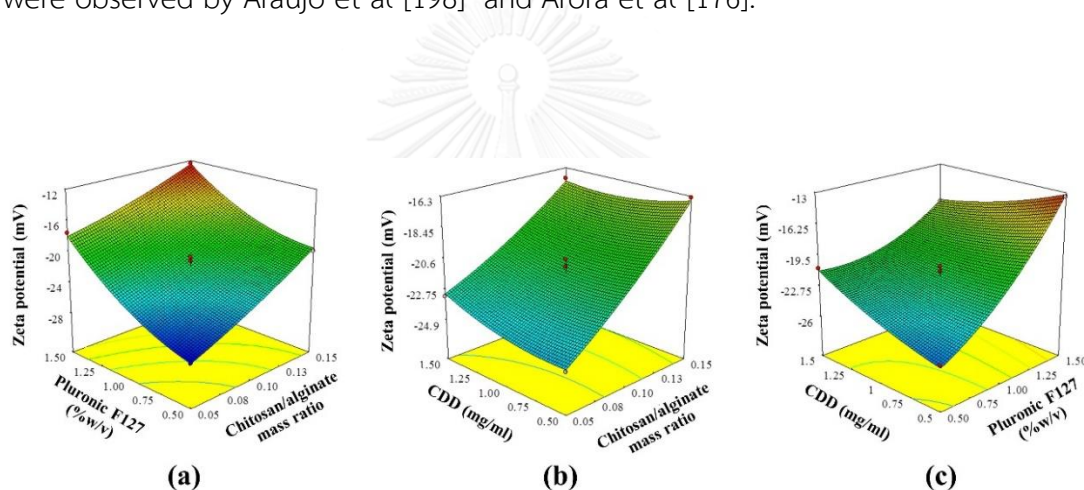 were observed by Araujo et al [198] and Arora et al [176].
-12
-16
-20
-24
-28
Zeta potential (mV)
1.50
1.25
1.00
0.75
0.50
Pluronic F127
(%w/v)
0.05
0.08
0.10
0.13
0.15
Chitosan/alginate
mass ratio
(a)
-16.3
-18.45
-20.6
-22.75
-24.9
Zeta potential (mV)
1.50
1.25
1.00
0.75
0.50
CDD (mg/ml)
0.05
0.08
0.10
0.13
0.15
Chitosan/alginate
mass ratio
(b)
-13
-16.25
-19.5
-22.75
-26
Zeta potential (mV)
1.5
1.25
1
0.75
0.5
CDD (mg/ml)
0.50
0.75
1.00
1.25
1.50
Pluronic F127
(%w/v)
(c)